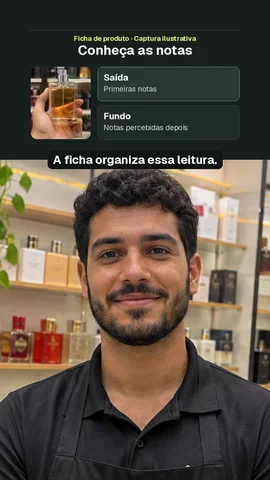 Ficha de produto · Captura ilustrativa
Conheça as notas
Saída
Primeiras notas
Fundo
Notas percebidas depois
A ficha organiza essa leitura.